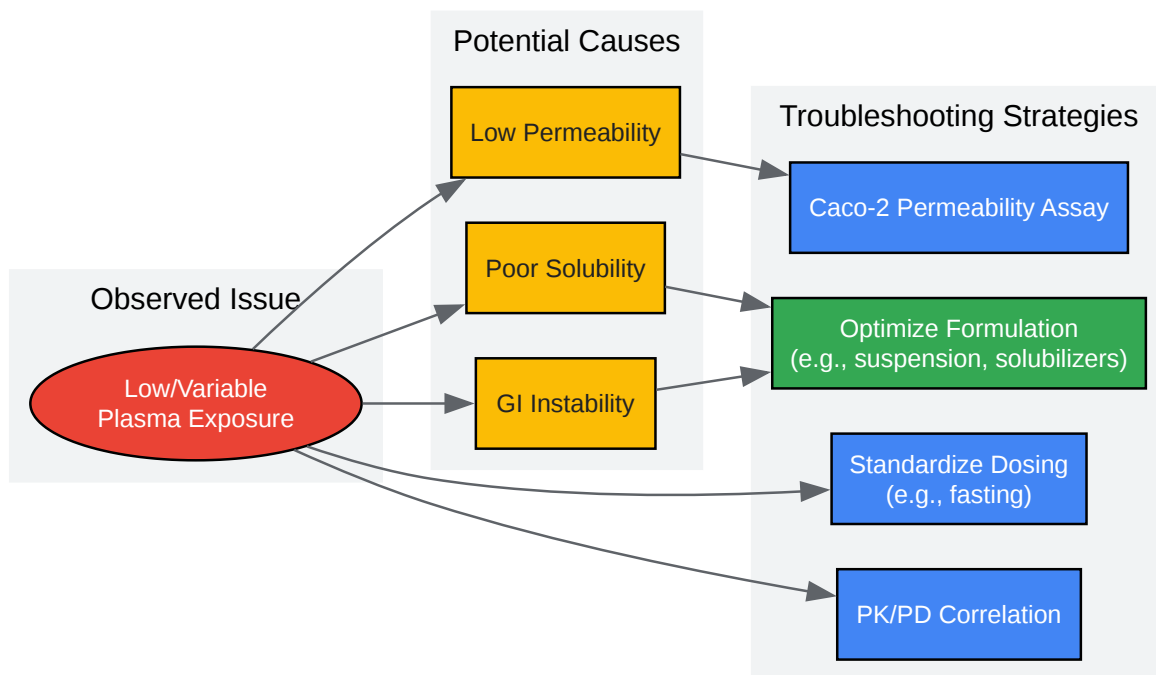 Observed Issue
Low/Variable
Plasma Exposure
Potential Causes
Low Permeability
Poor Solubility
GI Instability
Troubleshooting Strategies
Caco-2 Permeability Assay
Optimize Formulation
(e.g., suspension, solubilizers)
Standardize Dosing
(e.g., fasting)
PK/PD Correlation